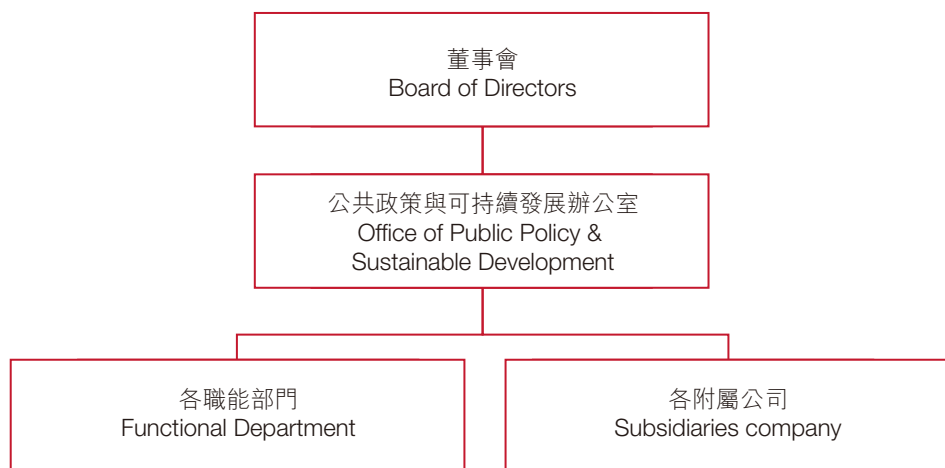 董事會
Board of Directors
公共政策與可持續發展辦公室
Office of Public Policy &
Sustainable Development
各職能部門
Functional Department
各附屬公司
Subsidiaries company